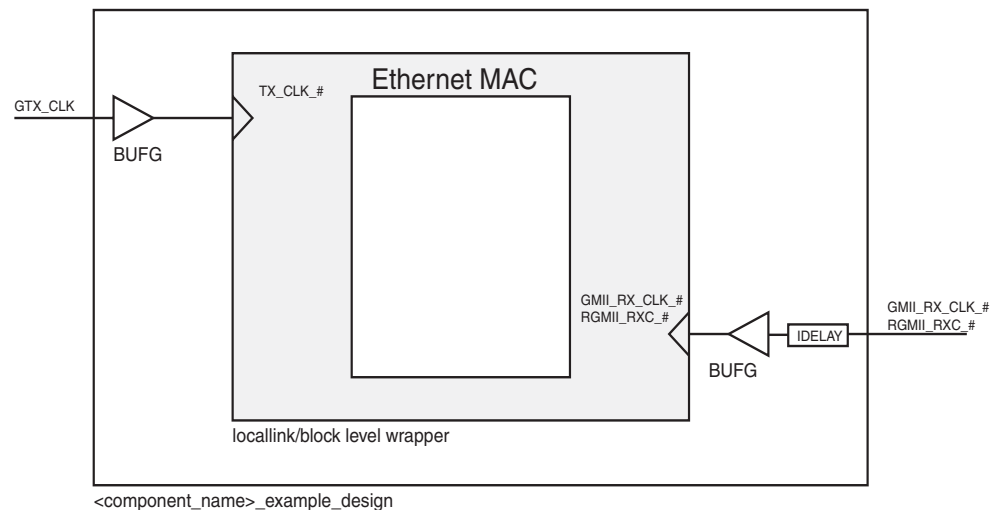 Ethernet MAC
TX_CLK_#
GTX_CLK
BUFG
GMII_RX_CLK_#
RGMII_RXC_#
GMII_RX_CLK_#
RGMII_RXC_#
IDELAY
BUFG
locallink/block level wrapper
<component_name>_example_design